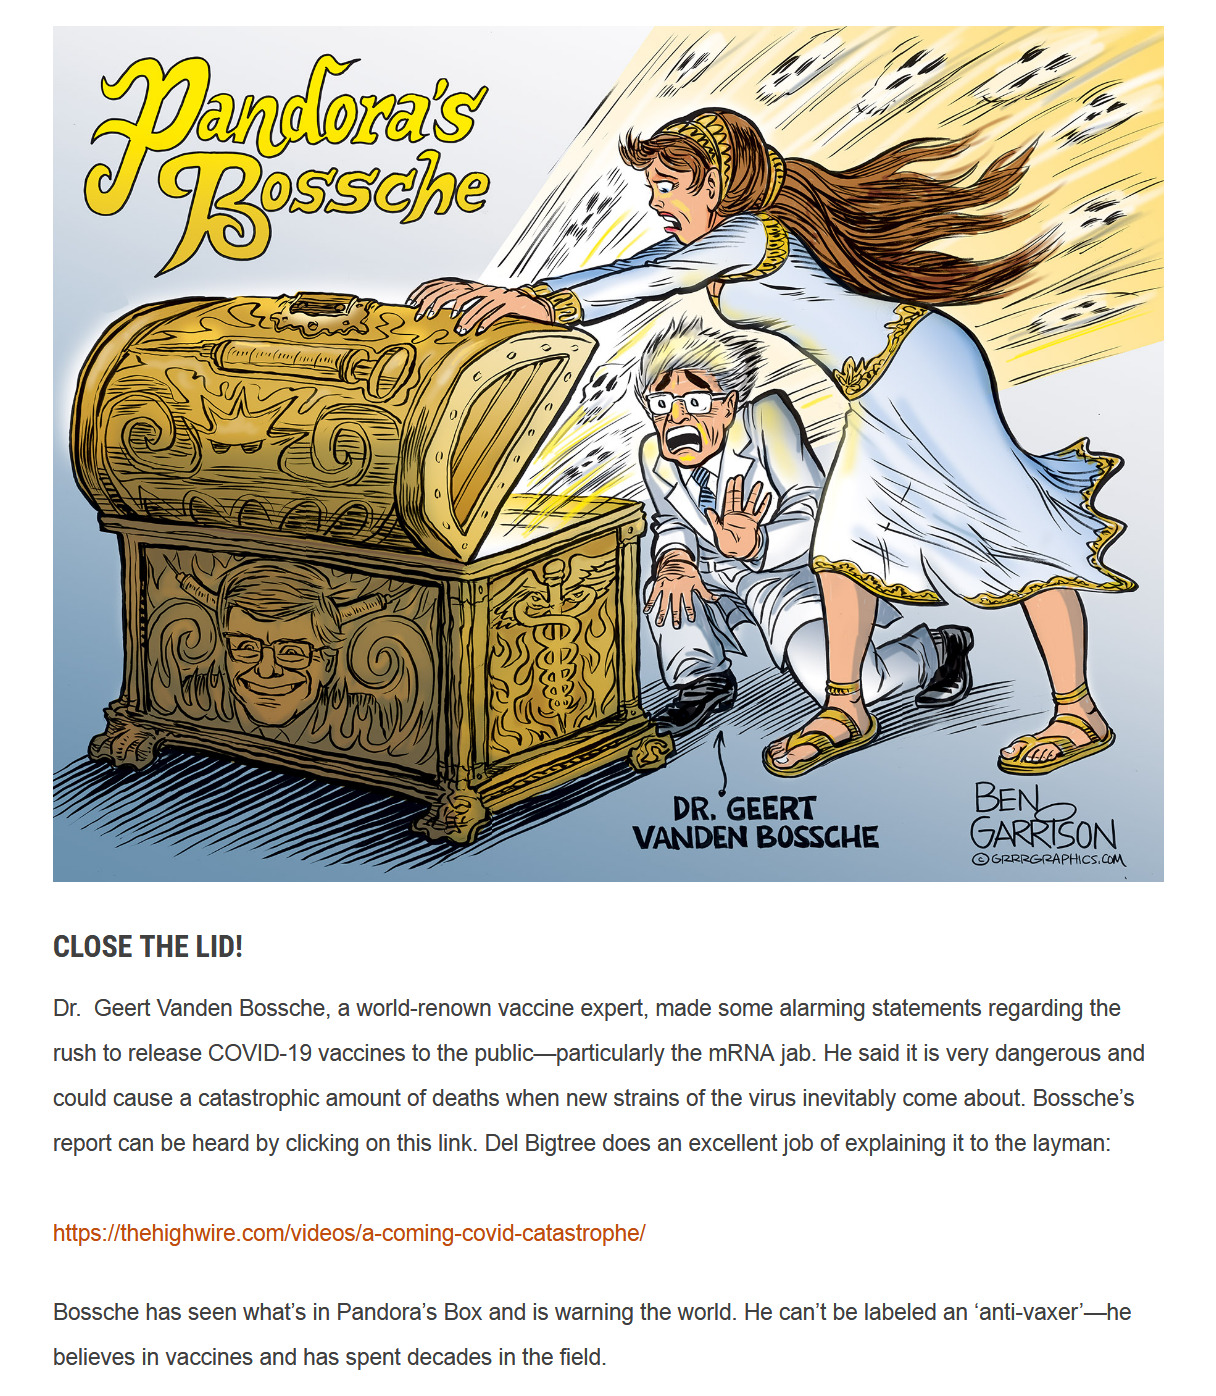 Pandora's
Bossche
DR. GEERT
VANDEN BOSSCHE
BEN
GARRISON
© GRRRGRAPHICS.COM
CLOSE THE LID!
Dr.  Geert Vanden Bossche, a world-renown vaccine expert, made some alarming statements regarding the
rush to release COVID-19 vaccines to the public—particularly the mRNA jab. He said it is very dangerous and
could cause a catastrophic amount of deaths when new strains of the virus inevitably come about. Bossche’s
report can be heard by clicking on this link. Del Bigtree does an excellent job of explaining it to the layman:
https://thehighwire.com/videos/a-coming-covid-catastrophe/
Bossche has seen what’s in Pandora’s Box and is warning the world. He can’t be labeled an ‘anti-vaxer’—he
believes in vaccines and has spent decades in the field.